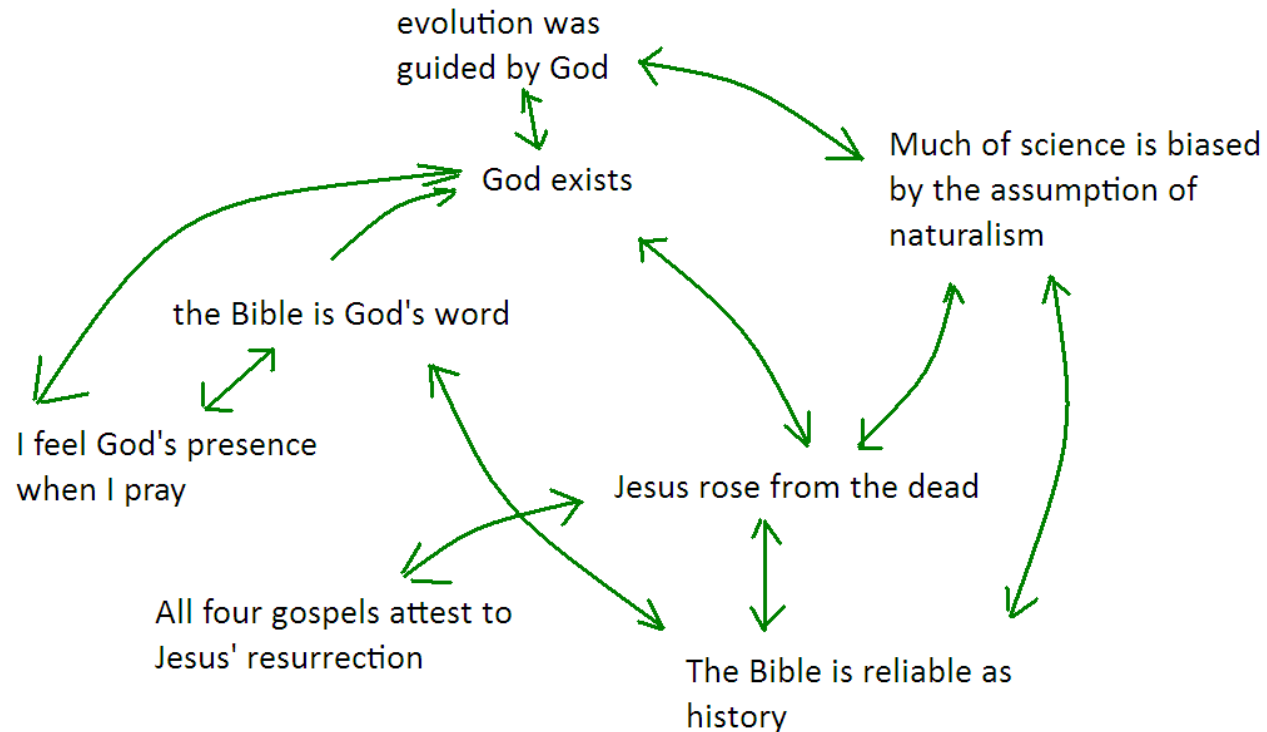 evolution was
guided by God
Much of science is biased
by the assumption of
naturalism
God exists
the Bible is God's word
I feel God's presence
when I pray
Jesus rose from the dead
All four gospels attest to
Jesus' resurrection
The Bible is reliable as
history